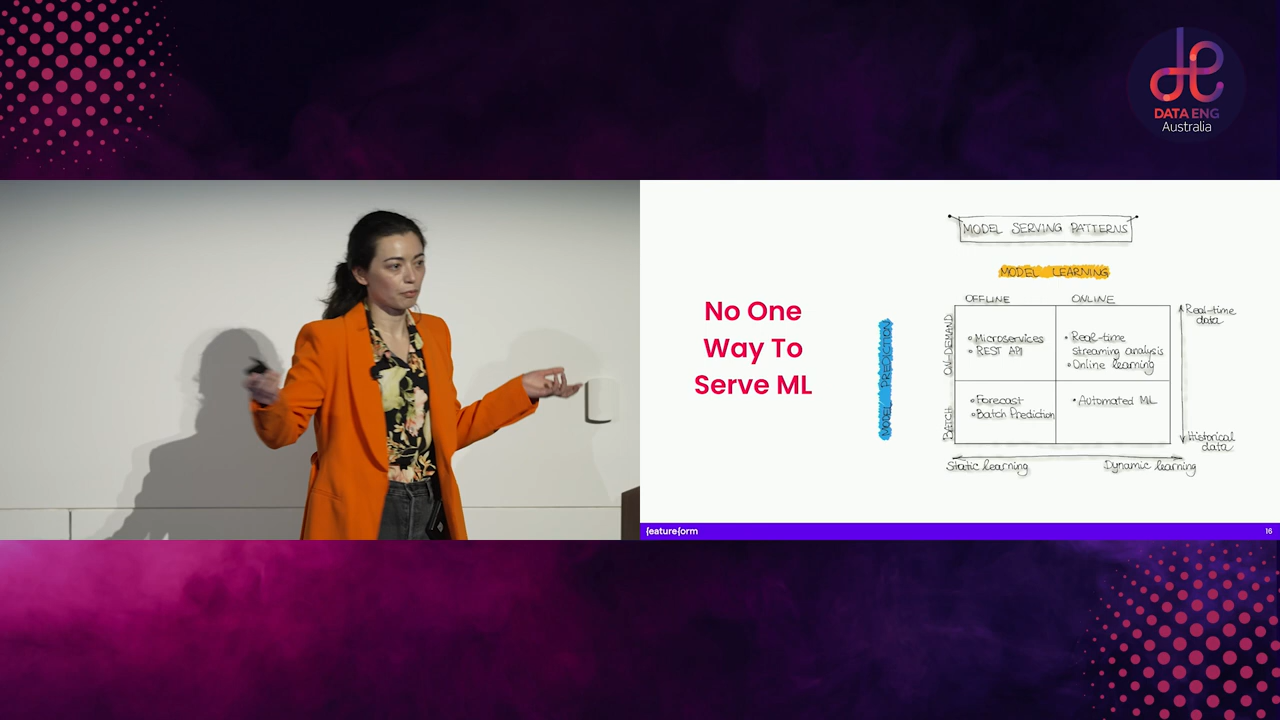 DATA ENG
Australia
No One
Way To
Serve ML
MODEL SERVING PATTERNS
MODEL LEARNING
OFFLINE
ONLINE
MODEL PREDICTION
ON-DEMAND
BATCH
Microservices
REST API
Real-time
streaming analysis
Online learning
Forecast
Batch Prediction
Automated ML
Real-time
data
Historical
data
Static learning
Dynamic learning
featureform
16